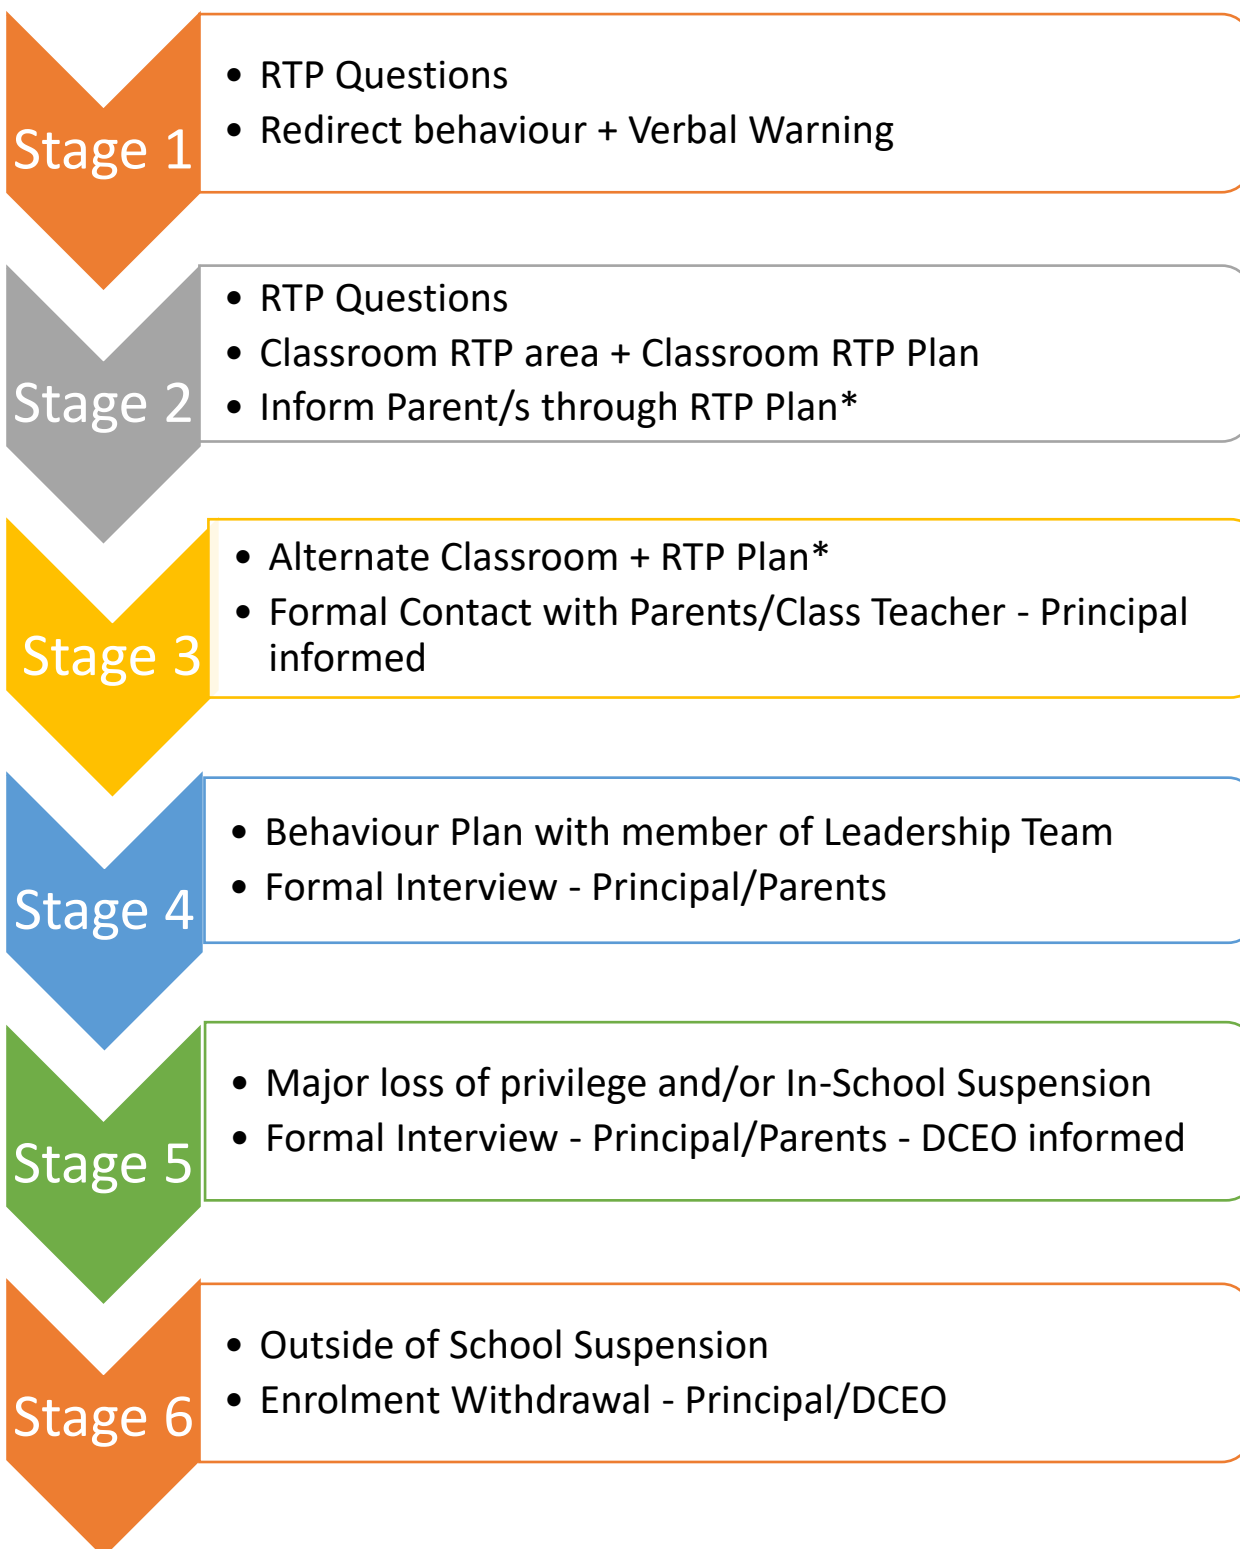 Stage 1
• RTP Questions
• Redirect behaviour + Verbal Warning
Stage 2
• RTP Questions
• Classroom RTP area + Classroom RTP Plan
• Inform Parent/s through RTP Plan*
Stage 3
• Alternate Classroom + RTP Plan*
• Formal Contact with Parents/Class Teacher - Principal
informed
Stage 4
• Behaviour Plan with member of Leadership Team
• Formal Interview - Principal/Parents
Stage 5
• Major loss of privilege and/or In-School Suspension
• Formal Interview - Principal/Parents - DCEO informed
Stage 6
• Outside of School Suspension
• Enrolment Withdrawal - Principal/DCEO